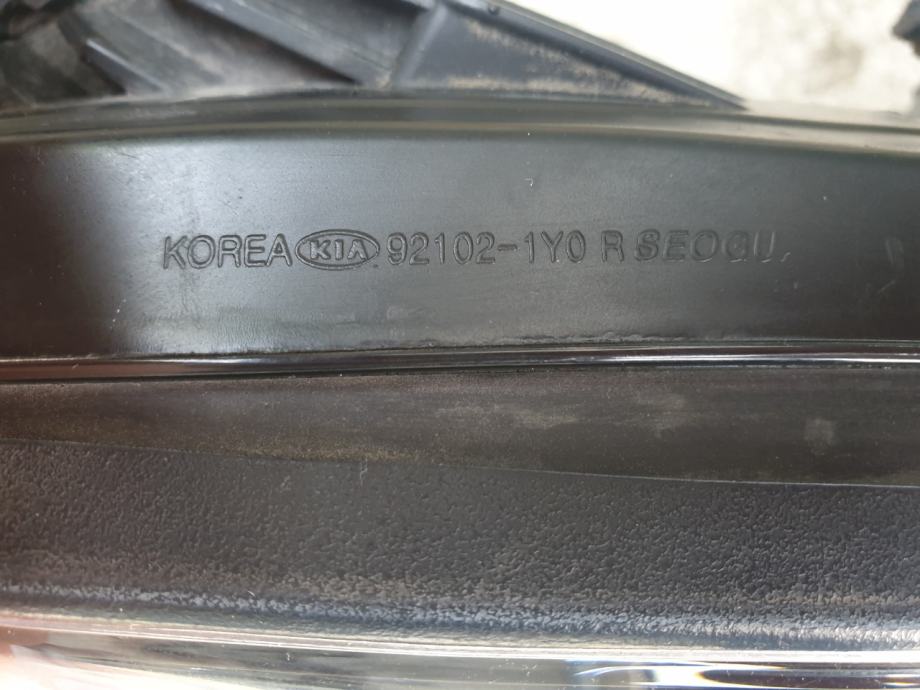 KOREA KIA 92102-1Y0 R SEOGU